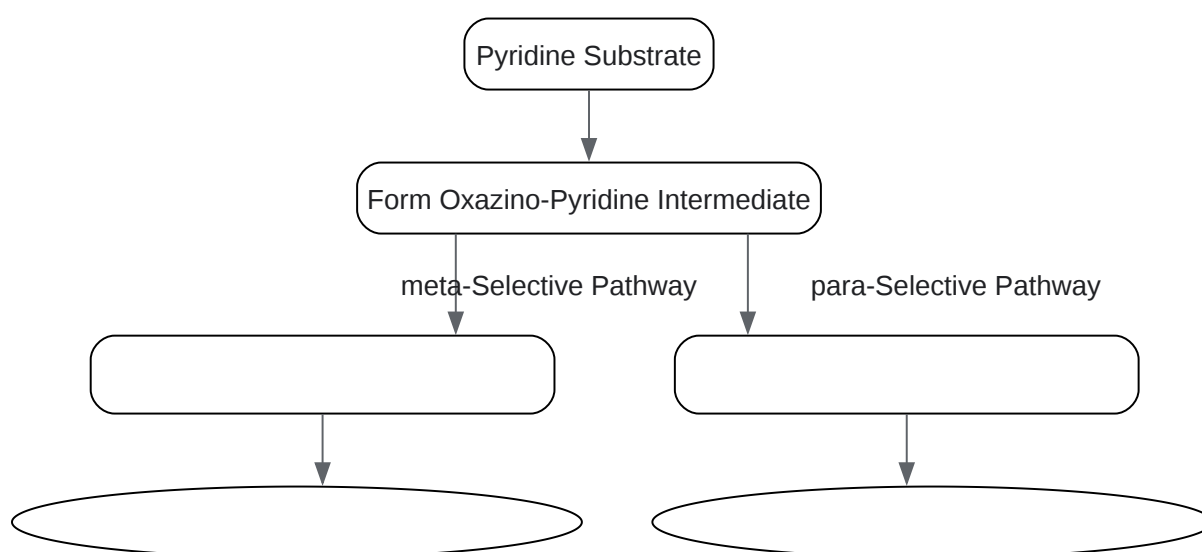 Pyridine Substrate
Form Oxazino-Pyridine Intermediate
meta-Selective Pathway
para-Selective Pathway